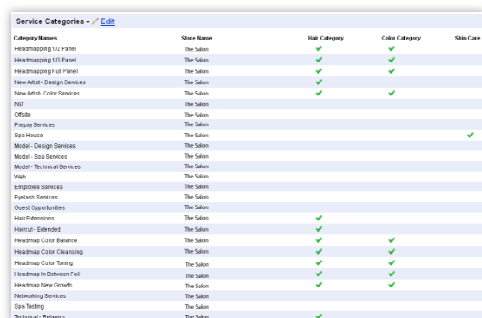 Service Categories - Edit
Category Names Store Name Hair Category Color Category Skin Care
Headmapping 1/2 Panel The Salon
Headmapping 1/3 Panel The Salon
Headmapping Full Panel The Salon
New Artist - Design Services The Salon
New Artist- Color Services The Salon
NSF The Salon
Offsite The Salon
Prepay Services The Salon
Spa House The Salon
Model - Design Services The Salon
Model - Spa Services The Salon
Model - Technical Services The Salon
Web The Salon
Employee Services The Salon
Eyelash Services The Salon
Guest Opportunities The Salon
Hair Extensions The Salon
Haircut - Extended The Salon
Headmap Color Balance The Salon
Headmap Color Cleansing The Salon
Headmap Color Toning The Salon
Headmap In Between Foil The Salon
Headmap New Growth The Salon
Networking Services The Salon
Spa Testing The Salon
Technical - The Salon